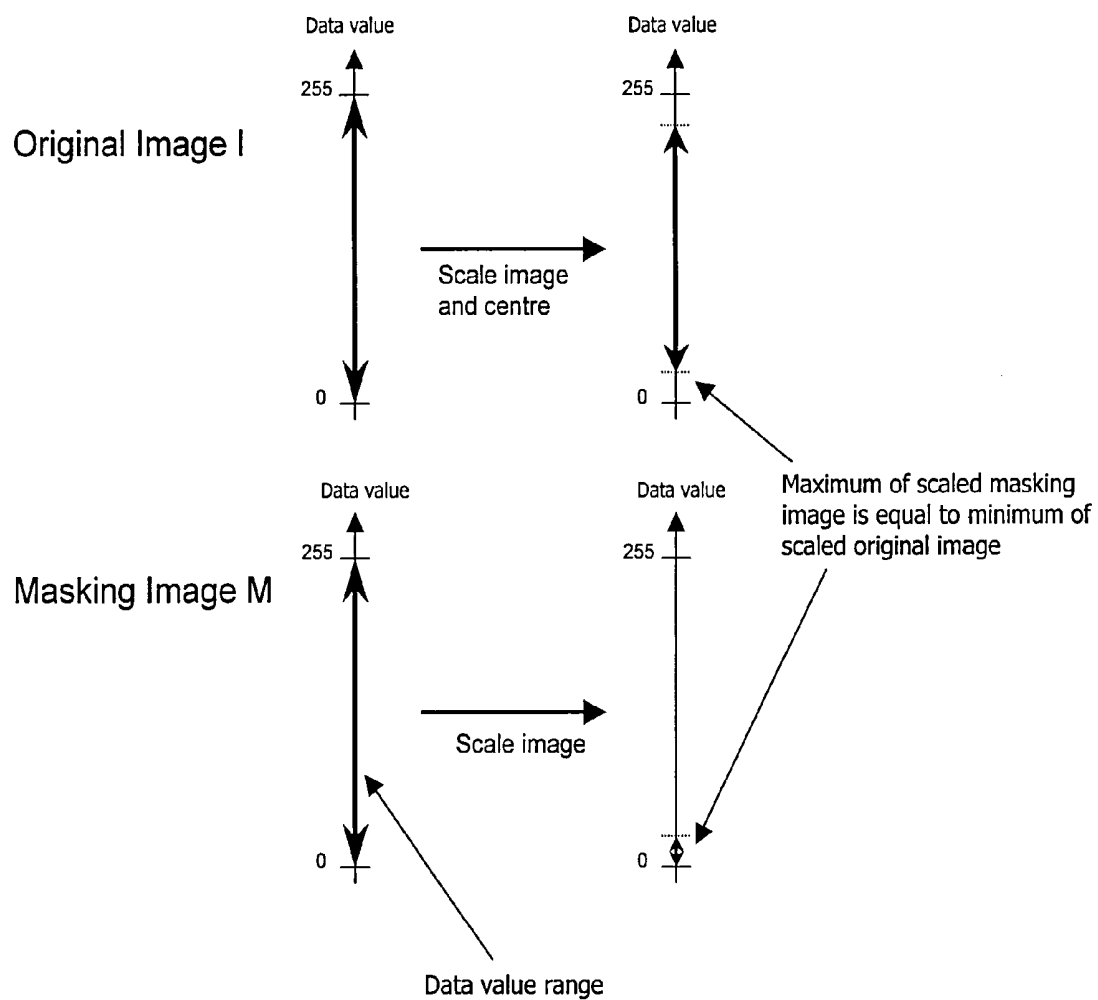 Data value
Data value
255
255
Original Image I
Scale image
and centre
0
0
Data value
Data value
Maximum of scaled masking
image is equal to minimum of
scaled original image
255
255
Masking Image M
Scale image
0
0
Data value range